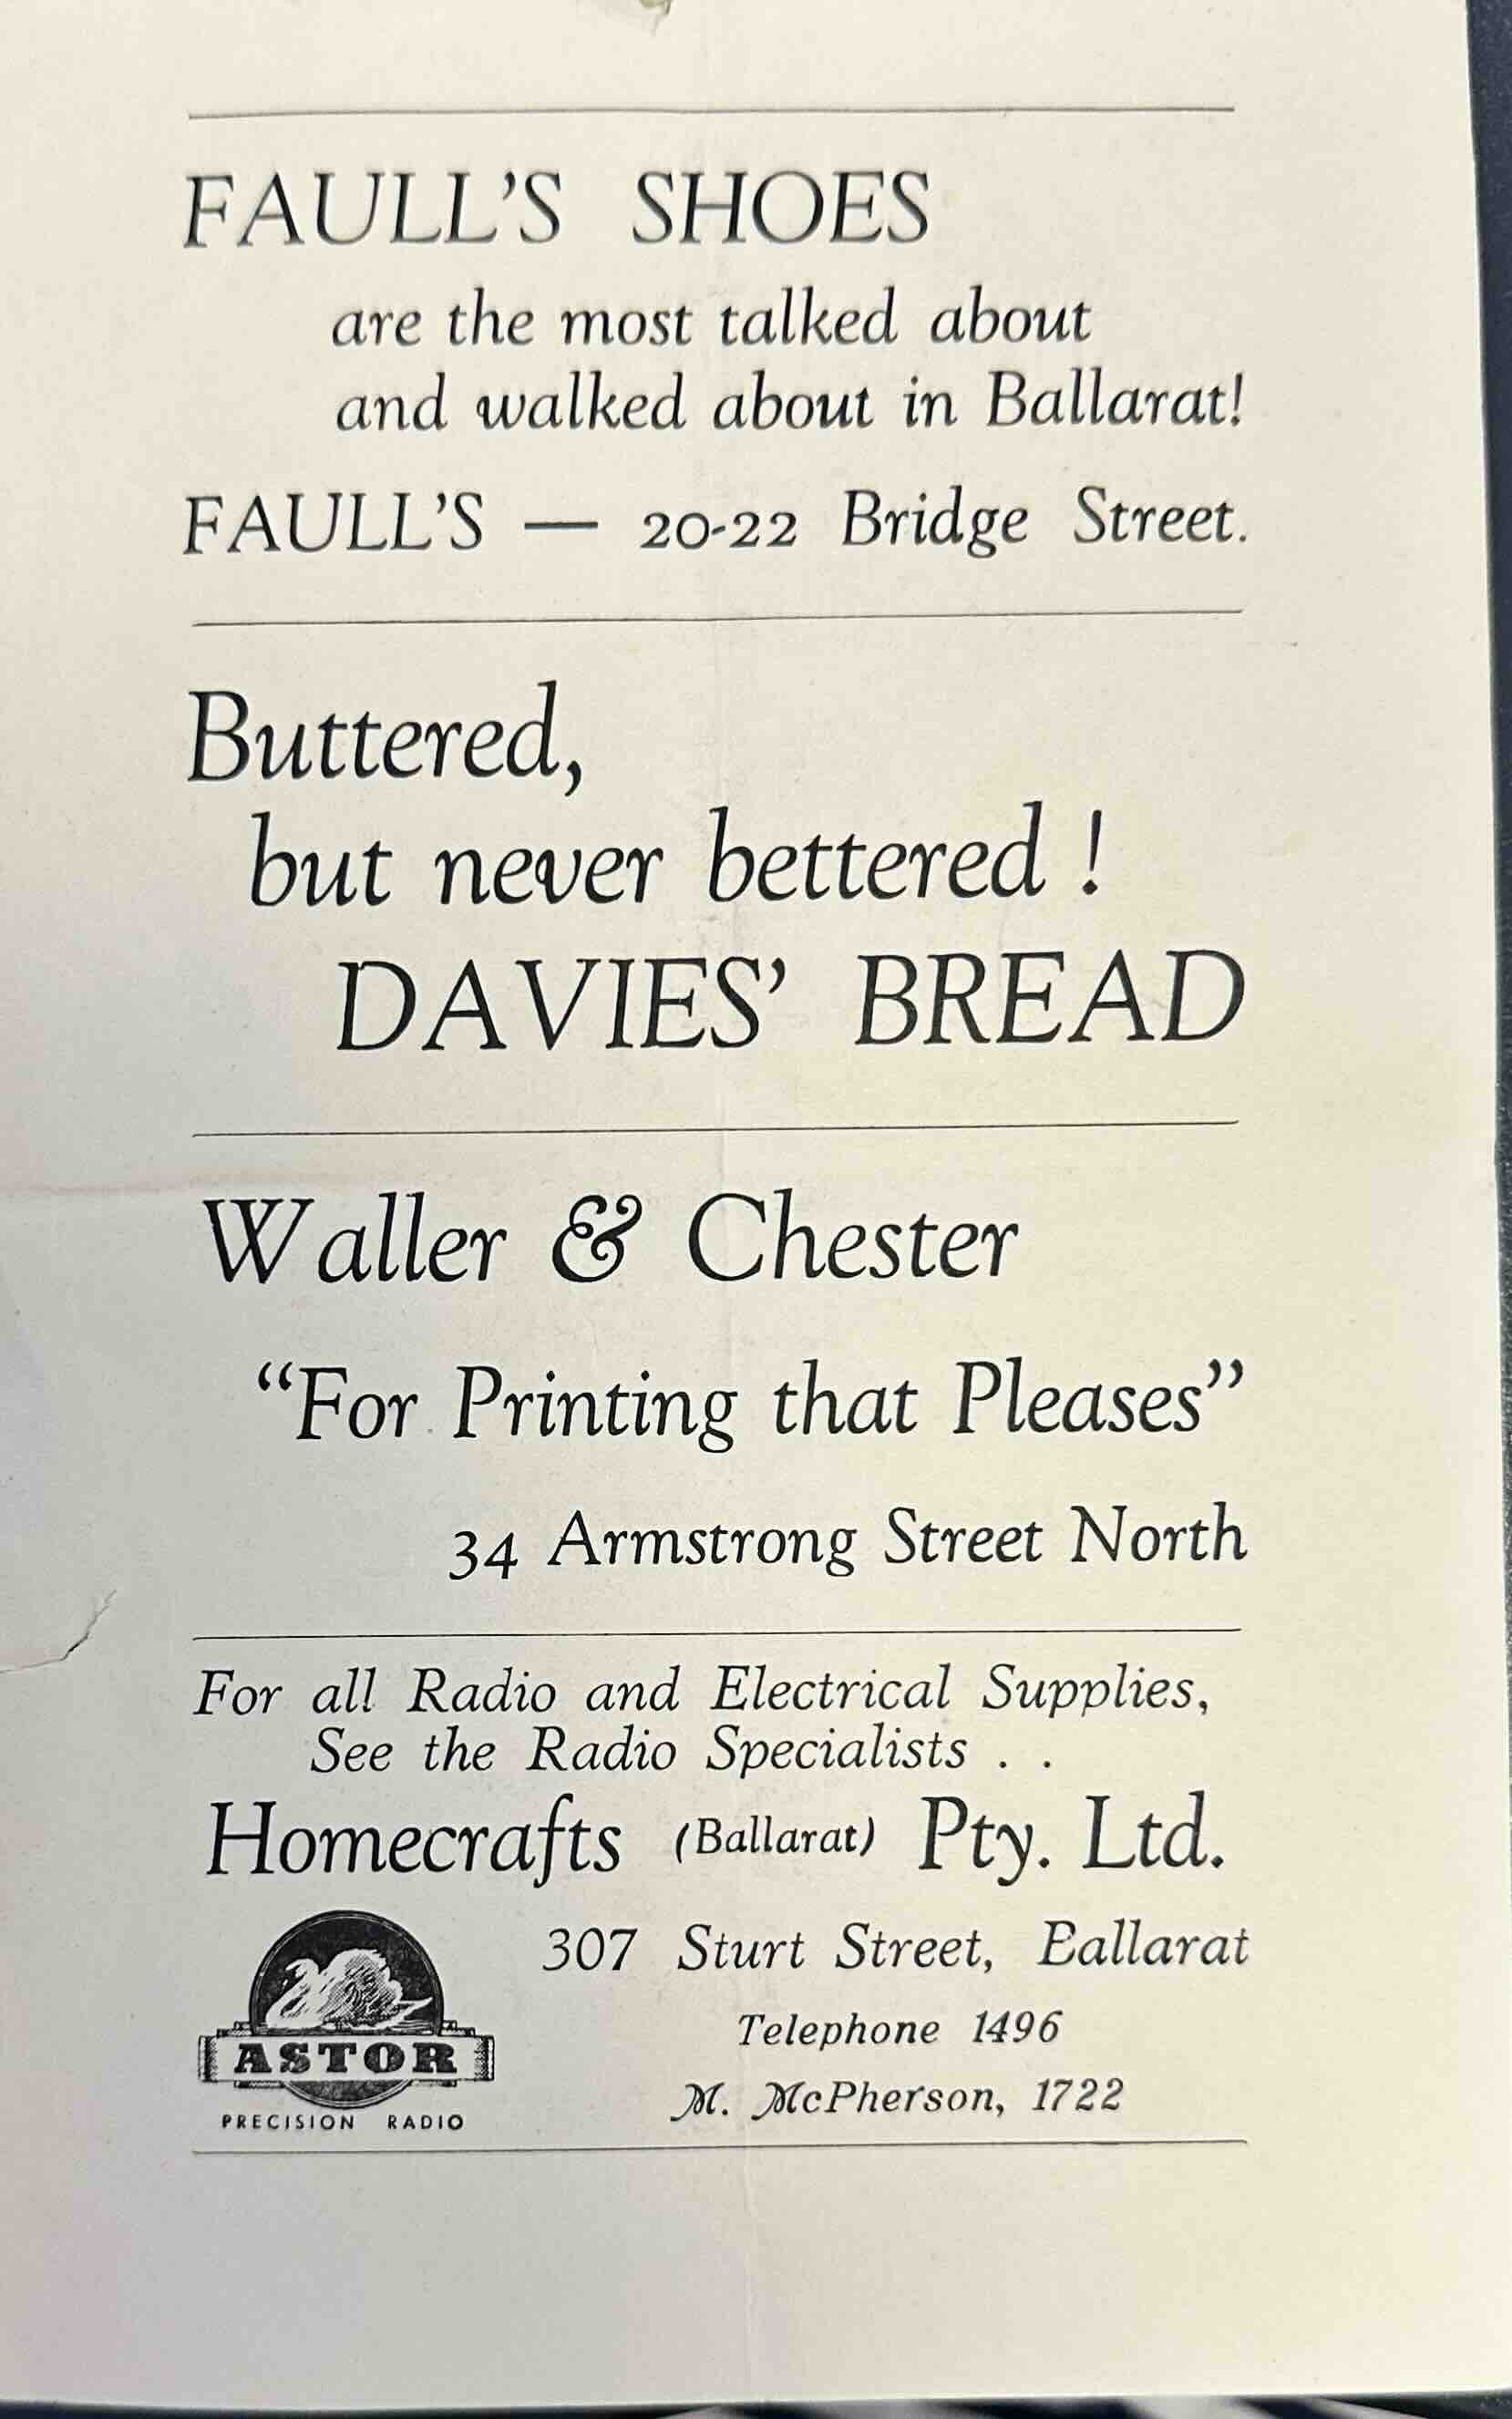 FAULL'S SHOES
are the most talked about
and walked about in Ballarat!
FAULL'S — 20-22 Bridge Street.
Buttered,
but never bettered !
DAVIES' BREAD
Waller & Chester
“For Printing that Pleases”
34 Armstrong Street North
For all Radio and Electrical Supplies,
See the Radio Specialists . .
Homecrafts (Ballarat) Pty. Ltd.
307 Sturt Street, Ballarat
Telephone 1496
M. McPherson, 1722
ASTOR
PRECISION RADIO